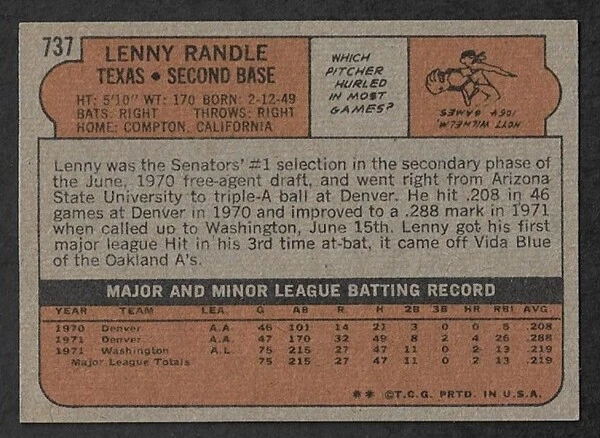 737
LENNY RANDLE
TEXAS • SECOND BASE
HT: 5'10" WT: 170 BORN: 2-12-49
BATS: RIGHT THROWS: RIGHT
HOME: COMPTON, CALIFORNIA
WHICH
PITCHER
HURLED
IN MOST
GAMES?
HOYT WILHELM,
1054 GAMES
Lenny was the Senators' #1 selection in the secondary phase of
the June, 1970 free-agent draft, and went right from Arizona
State University to triple-A ball at Denver. He hit .208 in 46
games at Denver in 1970 and improved to a .288 mark in 1971
when called up to Washington, June 15th. Lenny got his first
major league Hit in his 3rd time at-bat, it came off Vida Blue
of the Oakland A's.
MAJOR AND MINOR LEAGUE BATTING RECORD
YEAR TEAM LEA. G AB R H 2B 3B HR RBI AVG.
1970 Denver A.A. 46 101 14 21 3 0 0 5 .208
1971 Denver A.A. 47 170 32 49 8 2 4 26 .288
1971 Washington A.L. 75 215 27 47 11 0 2 13 .219
Major League Totals 75 215 27 47 11 0 2 13 .219
** ©T.C.G. PRTD. IN U.S.A.